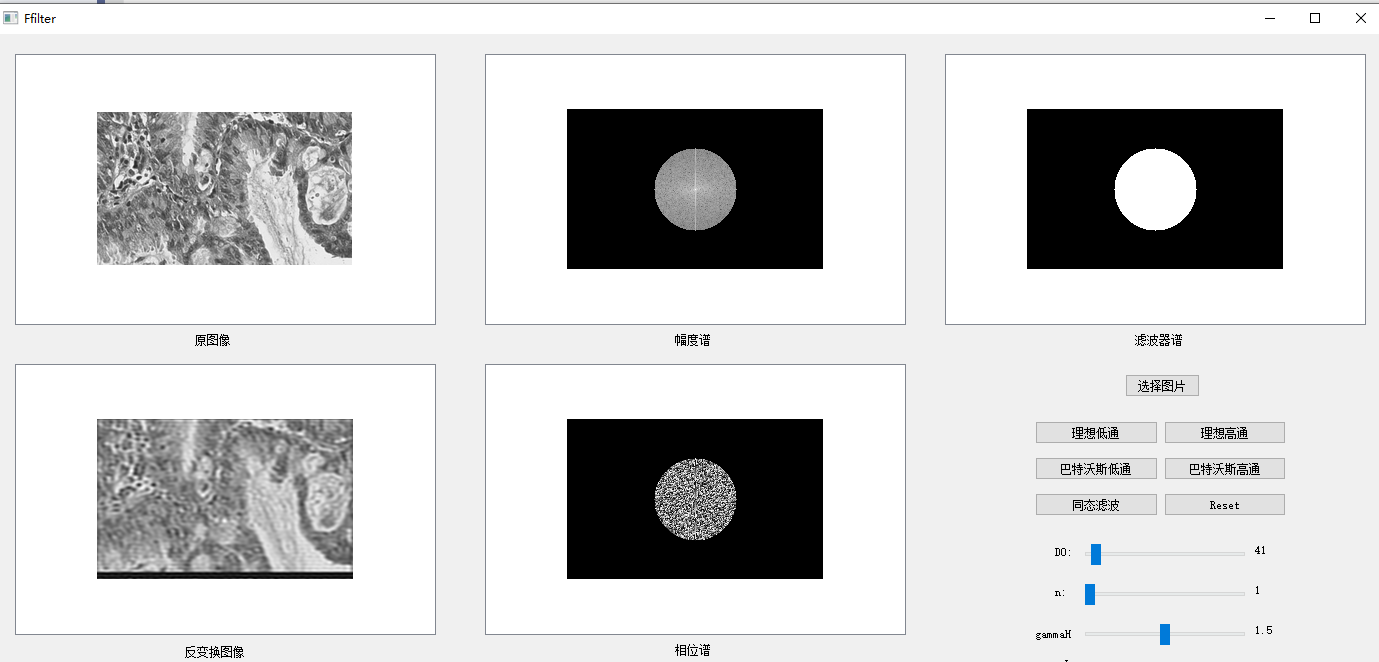 Ffilter
原图像
幅度谱
滤波器谱
选择图片
理想低通
理想高通
巴特沃斯低通
巴特沃斯高通
同态滤波
Reset
D0:
41
n:
1
gammaH
1.5
反变换图像
相位谱